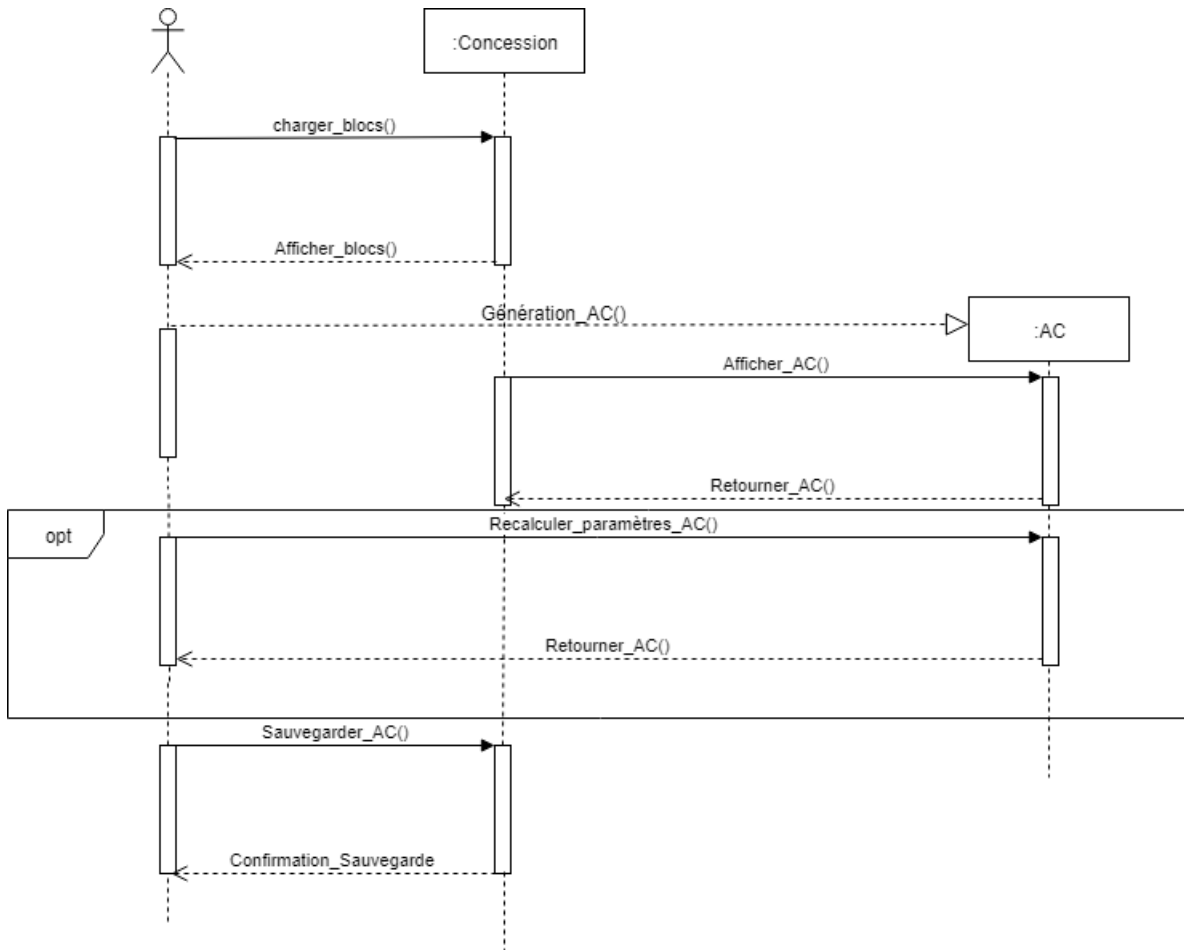 :Concession
charger_blocs()
Afficher_blocs()
Génération_AC()
:AC
Afficher_AC()
Retourner_AC()
opt
Recalculer_paramètres_AC()
Retourner_AC()
Sauvegarder_AC()
Confirmation_Sauvegarde